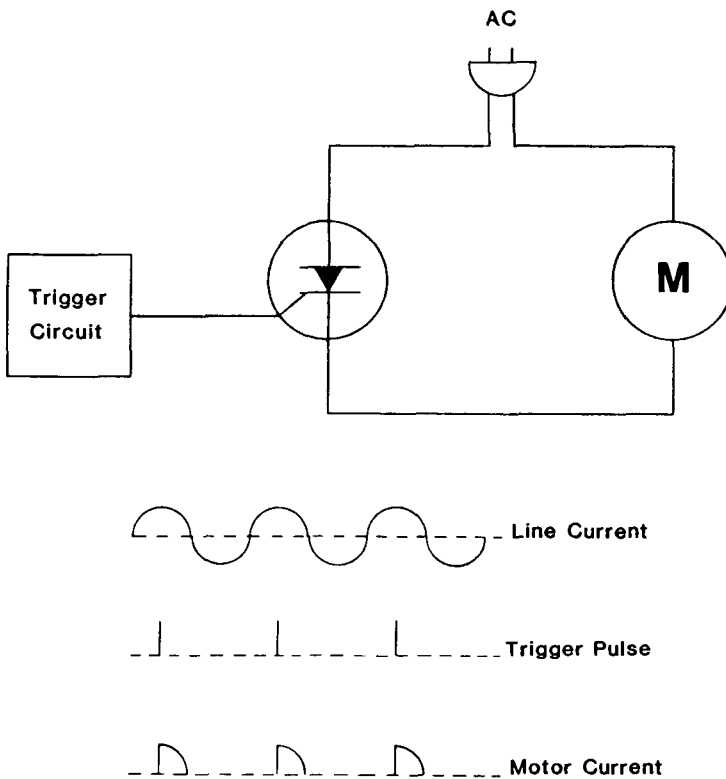 AC
Trigger
Circuit
M
Line Current
Trigger Pulse
Motor Current